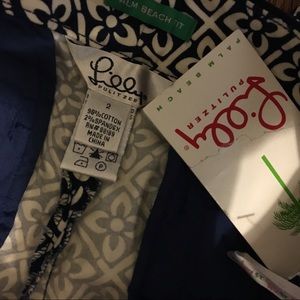 PALM BEACH FIT
Lilly
PULITZER
2
98%COTTON
2%SPANDEX
MADE IN
CHINA
PALM BEACH
Lilly
PULITZER